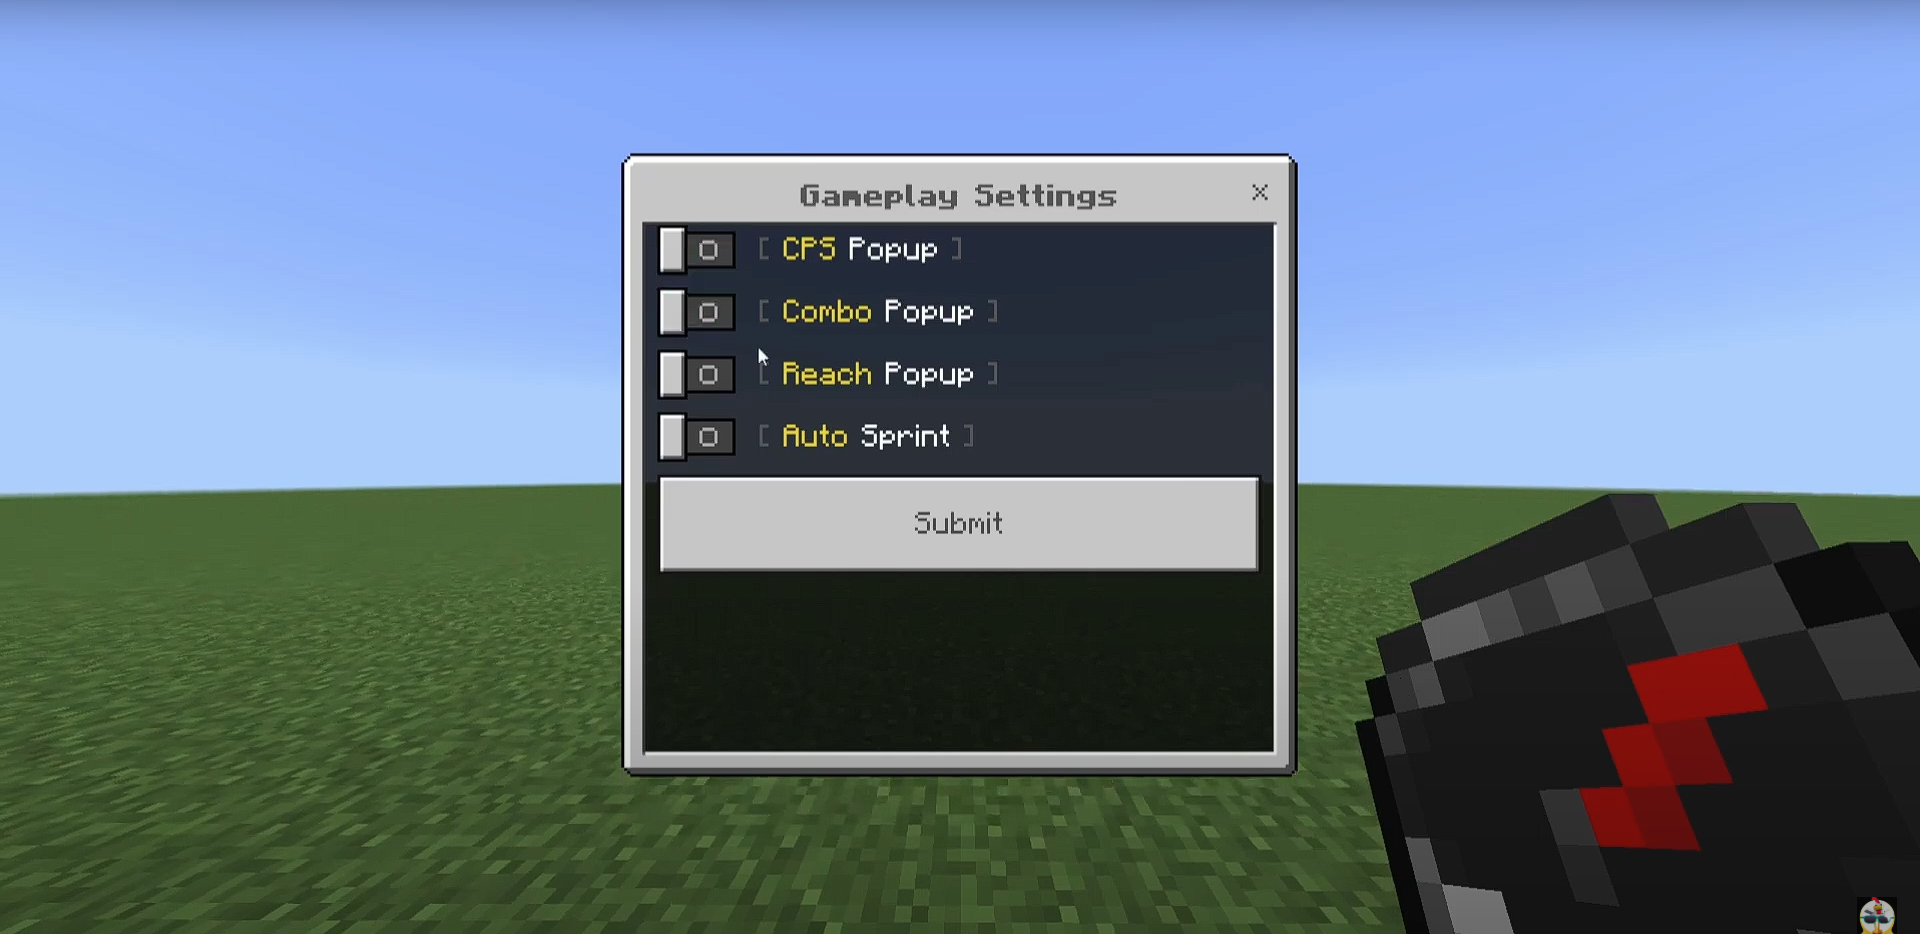 Gameplay Settings
[ CPS Popup ]
[ Combo Popup ]
[ Reach Popup ]
[ Auto Sprint ]
Submit